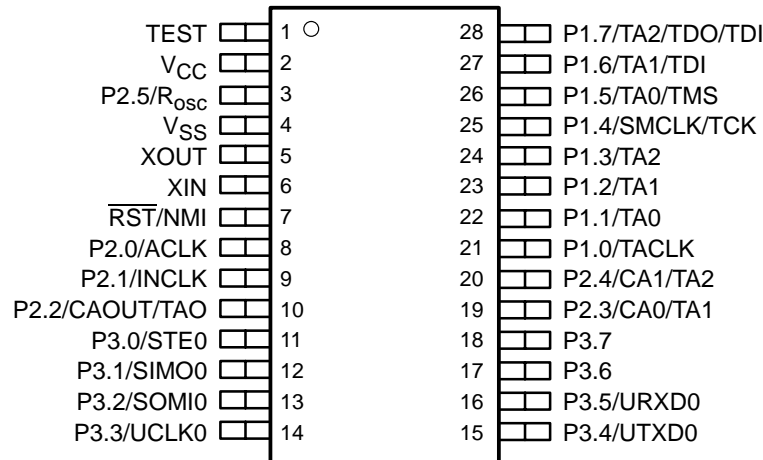 TEST 1 28 P1.7/TA2/TDO/TDI
VCC 2 27 P1.6/TA1/TDI
P2.5/Rosc 3 26 P1.5/TA0/TMS
VSS 4 25 P1.4/SMCLK/TCK
XOUT 5 24 P1.3/TA2
XIN 6 23 P1.2/TA1
RST/NMI 7 22 P1.1/TA0
P2.0/ACLK 8 21 P1.0/TACLK
P2.1/INCLK 9 20 P2.4/CA1/TA2
P2.2/CAOUT/TAO 10 19 P2.3/CA0/TA1
P3.0/STE0 11 18 P3.7
P3.1/SIMO0 12 17 P3.6
P3.2/SOMI0 13 16 P3.5/URXD0
P3.3/UCLK0 14 15 P3.4/UTXD0